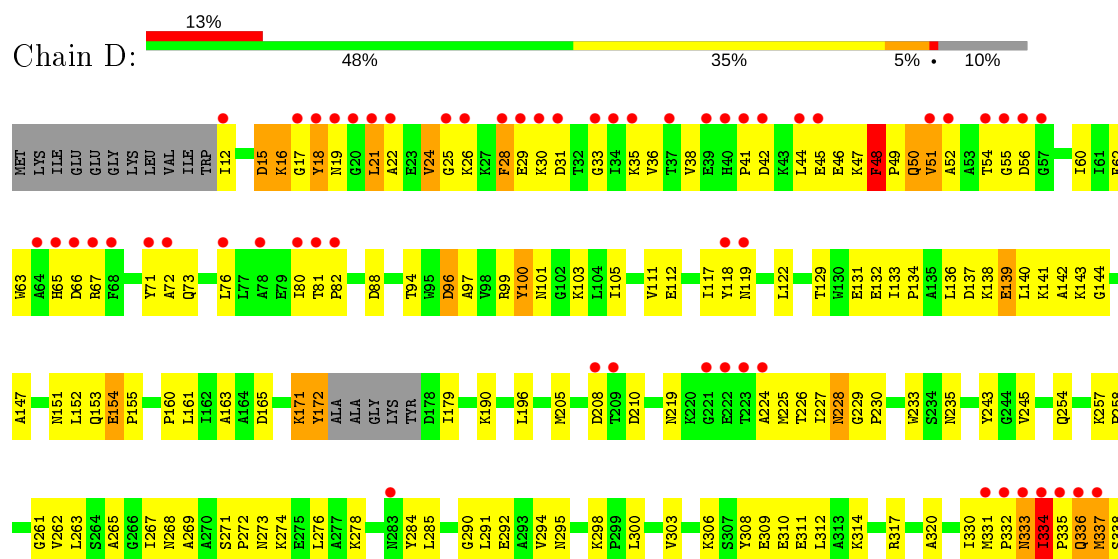 13%
Chain D:
48% 35% 5% • 10%
MET LYS ILE GLU GLU GLY LYS LEU VAL ILE TRP I12 D15 K16 G17 Y18 N19 G20 L21 A22 E23 V24 G25 K26 K27 F28 E29 K30 D31 T32 G33 I34 K35 V36 T37 V38 E39 H40 P41 D42 K43 L44 E45 E46 K47 F48 P49 Q50 V51 A52 A53 T54 G55 D56 G57 I60 I61 F62
W63 A64 H65 D66 R67 F68 Y71 A72 Q73 L76 L77 A78 E79 I80 T81 P82 D88 T94 W95 D96 A97 V98 R99 Y100 N101 G102 K103 L104 I105 V111 E112 I117 Y118 N119 L122 T129 W130 E131 E132 I133 P134 A135 L136 D137 K138 E139 L140 K141 A142 K143 G144
A147 N151 L152 Q153 E154 P155 P160 L161 I162 A163 A164 D165 K171 Y172 ALA ALA GLY LYS TYR D178 I179 K190 L196 M205 D208 T209 D210 N219 K220 G221 E222 T223 A224 M225 T226 I227 N228 G229 P230 W233 S234 N235 Y243 G244 V245 Q254 K257 P258
G261 V262 L263 S264 A265 G266 I267 N268 A269 A270 S271 P272 N273 K274 E275 L276 A277 K278 N283 Y284 L285 G290 L291 E292 A293 V294 N295 K298 P299 L300 V303 K306 S307 Y308 E309 E310 E311 L312 A313 K314 R317 A320 I330 M331 P332 N333 I334 P335 Q336 M337